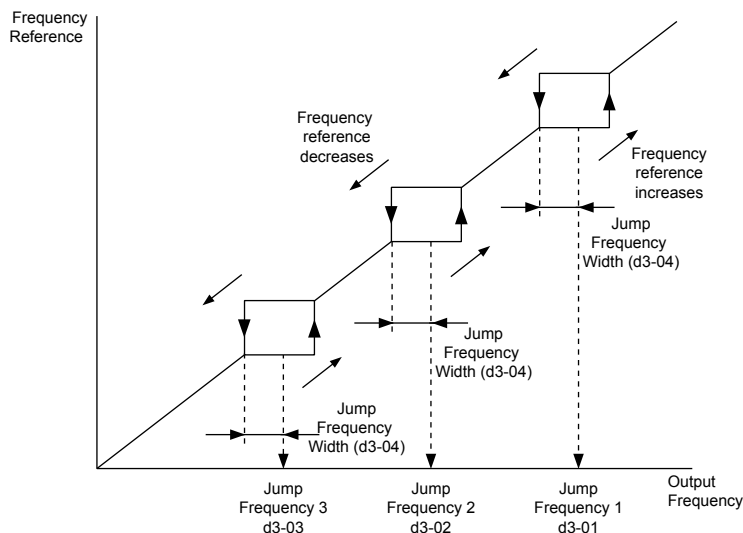 Frequency
Reference
Frequency
reference
decreases
Frequency
reference
increases
Jump
Frequency
Width (d3-04)
Jump
Frequency
Width (d3-04)
Jump
Frequency
Width (d3-04)
Output
Frequency
Jump
Frequency 3
d3-03
Jump
Frequency 2
d3-02
Jump
Frequency 1
d3-01